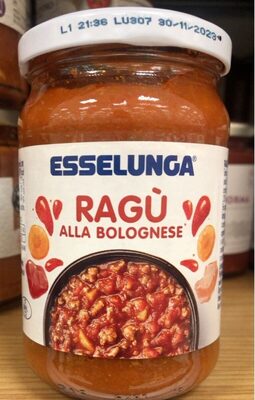 L1 21:36 LU307 30/11/2023
ESSELUNGA®
RAGÙ
ALLA BOLOGNESE